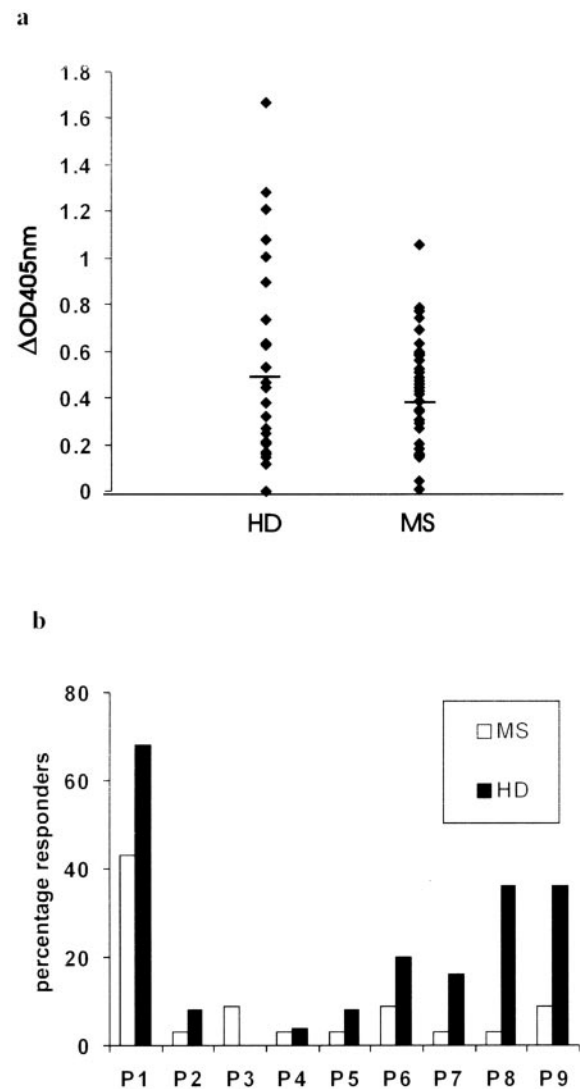 a
1.8
1.6
1.4
1.2
1
0.8
0.6
0.4
0.2
0
ΔOD405nm
HD MS
b
80
60
40
20
0
percentage responders
MS
HD
P1 P2 P3 P4 P5 P6 P7 P8 P9